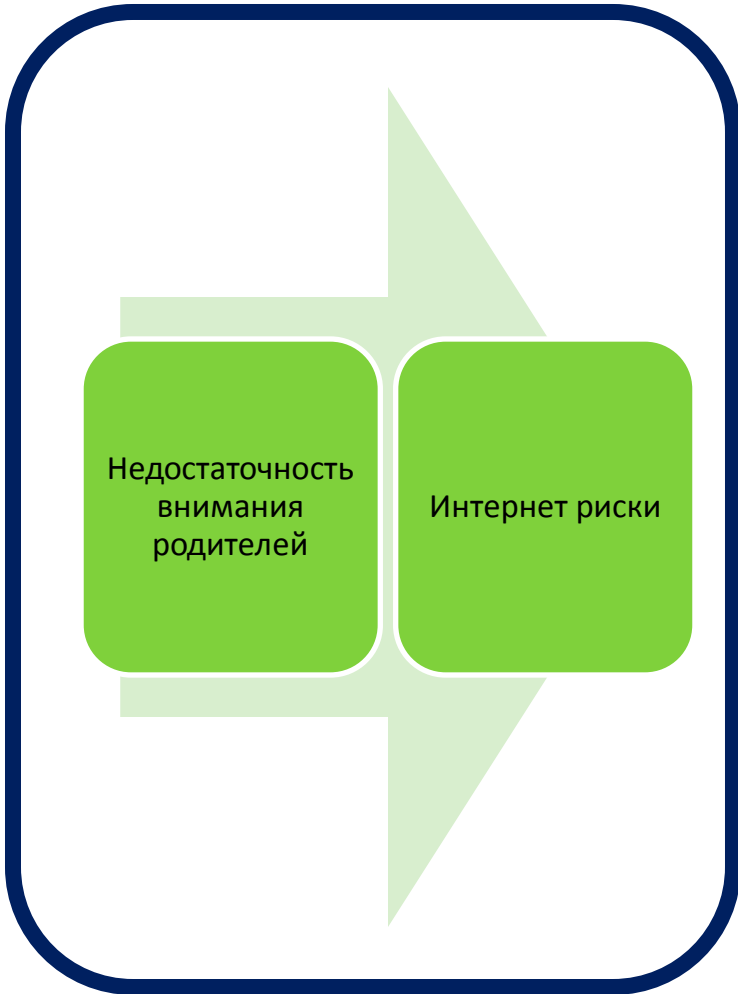 Недостаточность
внимания
родителей
Интернет риски